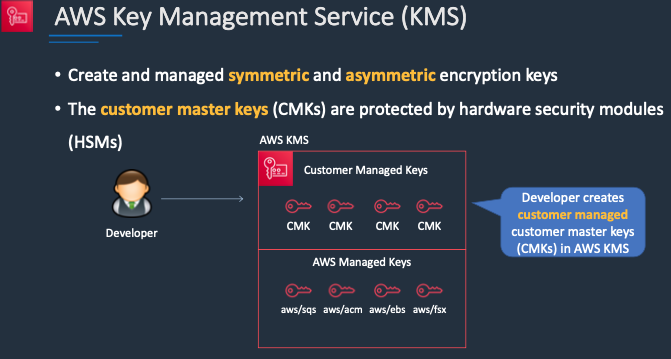 AWS Key Management Service (KMS)
• Create and managed symmetric and asymmetric encryption keys
• The customer master keys (CMKs) are protected by hardware security modules
(HSMs)
AWS KMS
Customer Managed Keys
CMK CMK CMK CMK
Developer
Developer creates
customer managed
customer master keys
(CMKs) in AWS KMS
AWS Managed Keys
aws/sqs aws/acm aws/ebs aws/fsx